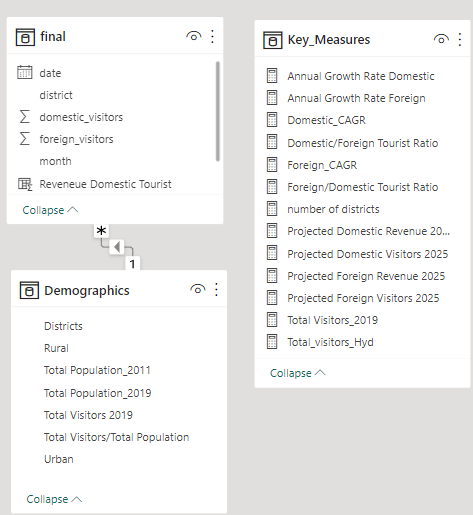 final
date
district
domestic_visitors
foreign_visitors
month
Reveneue Domestic Tourist
Collapse
*
1
Demographics
Districts
Rural
Total Population_2011
Total Population_2019
Total Visitors 2019
Total Visitors/Total Population
Urban
Collapse
Key_Measures
Annual Growth Rate Domestic
Annual Growth Rate Foreign
Domestic_CAGR
Domestic/Foreign Tourist Ratio
Foreign_CAGR
Foreign/Domestic Tourist Ratio
number of districts
Projected Domestic Revenue 20...
Projected Domestic Visitors 2025
Projected Foreign Revenue 2025
Projected Foreign Visitors 2025
Total Visitors_2019
Total_visitors_Hyd
Collapse